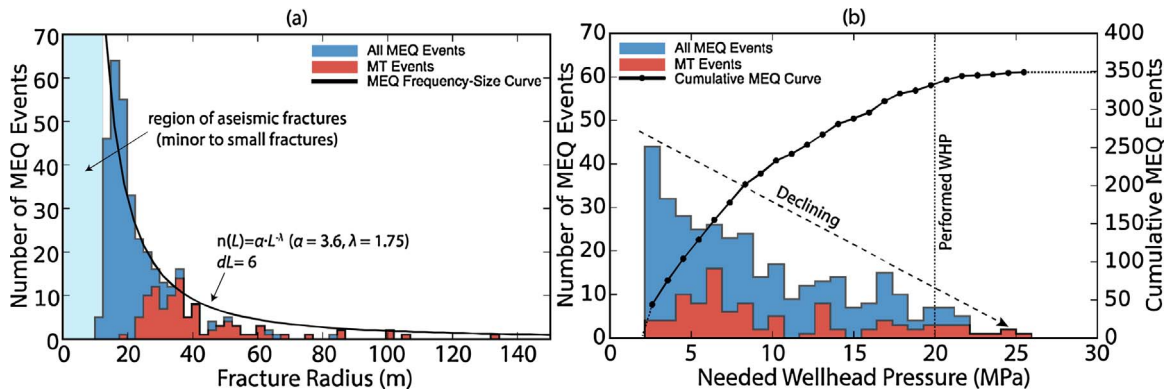 (a)
70
60
50
40
30
20
10
0
Number of MEQ Events
All MEQ Events
MT Events
MEQ Frequency-Size Curve
region of aseismic fractures
(minor to small fractures)
n(L)=α·L^-λ (α = 3.6, λ = 1.75)
dL= 6
0 20 40 60 80 100 120 140
Fracture Radius (m)
(b)
70
60
50
40
30
20
10
0
Number of MEQ Events
All MEQ Events
MT Events
Cumulative MEQ Curve
Declining
Performed WHP
400
350
300
250
200
150
100
50
0
Cumulative MEQ Events
0 5 10 15 20 25 30
Needed Wellhead Pressure (MPa)